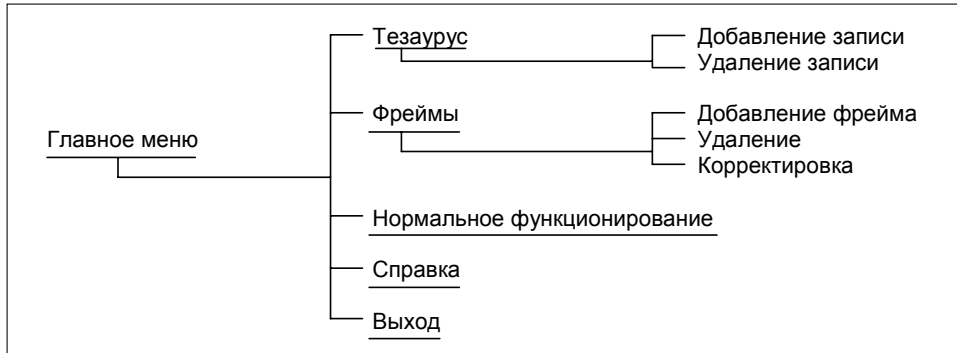 Главное меню
Тезаурус
Добавление записи
Удаление записи
Фреймы
Добавление фрейма
Удаление
Корректировка
Нормальное функционирование
Справка
Выход